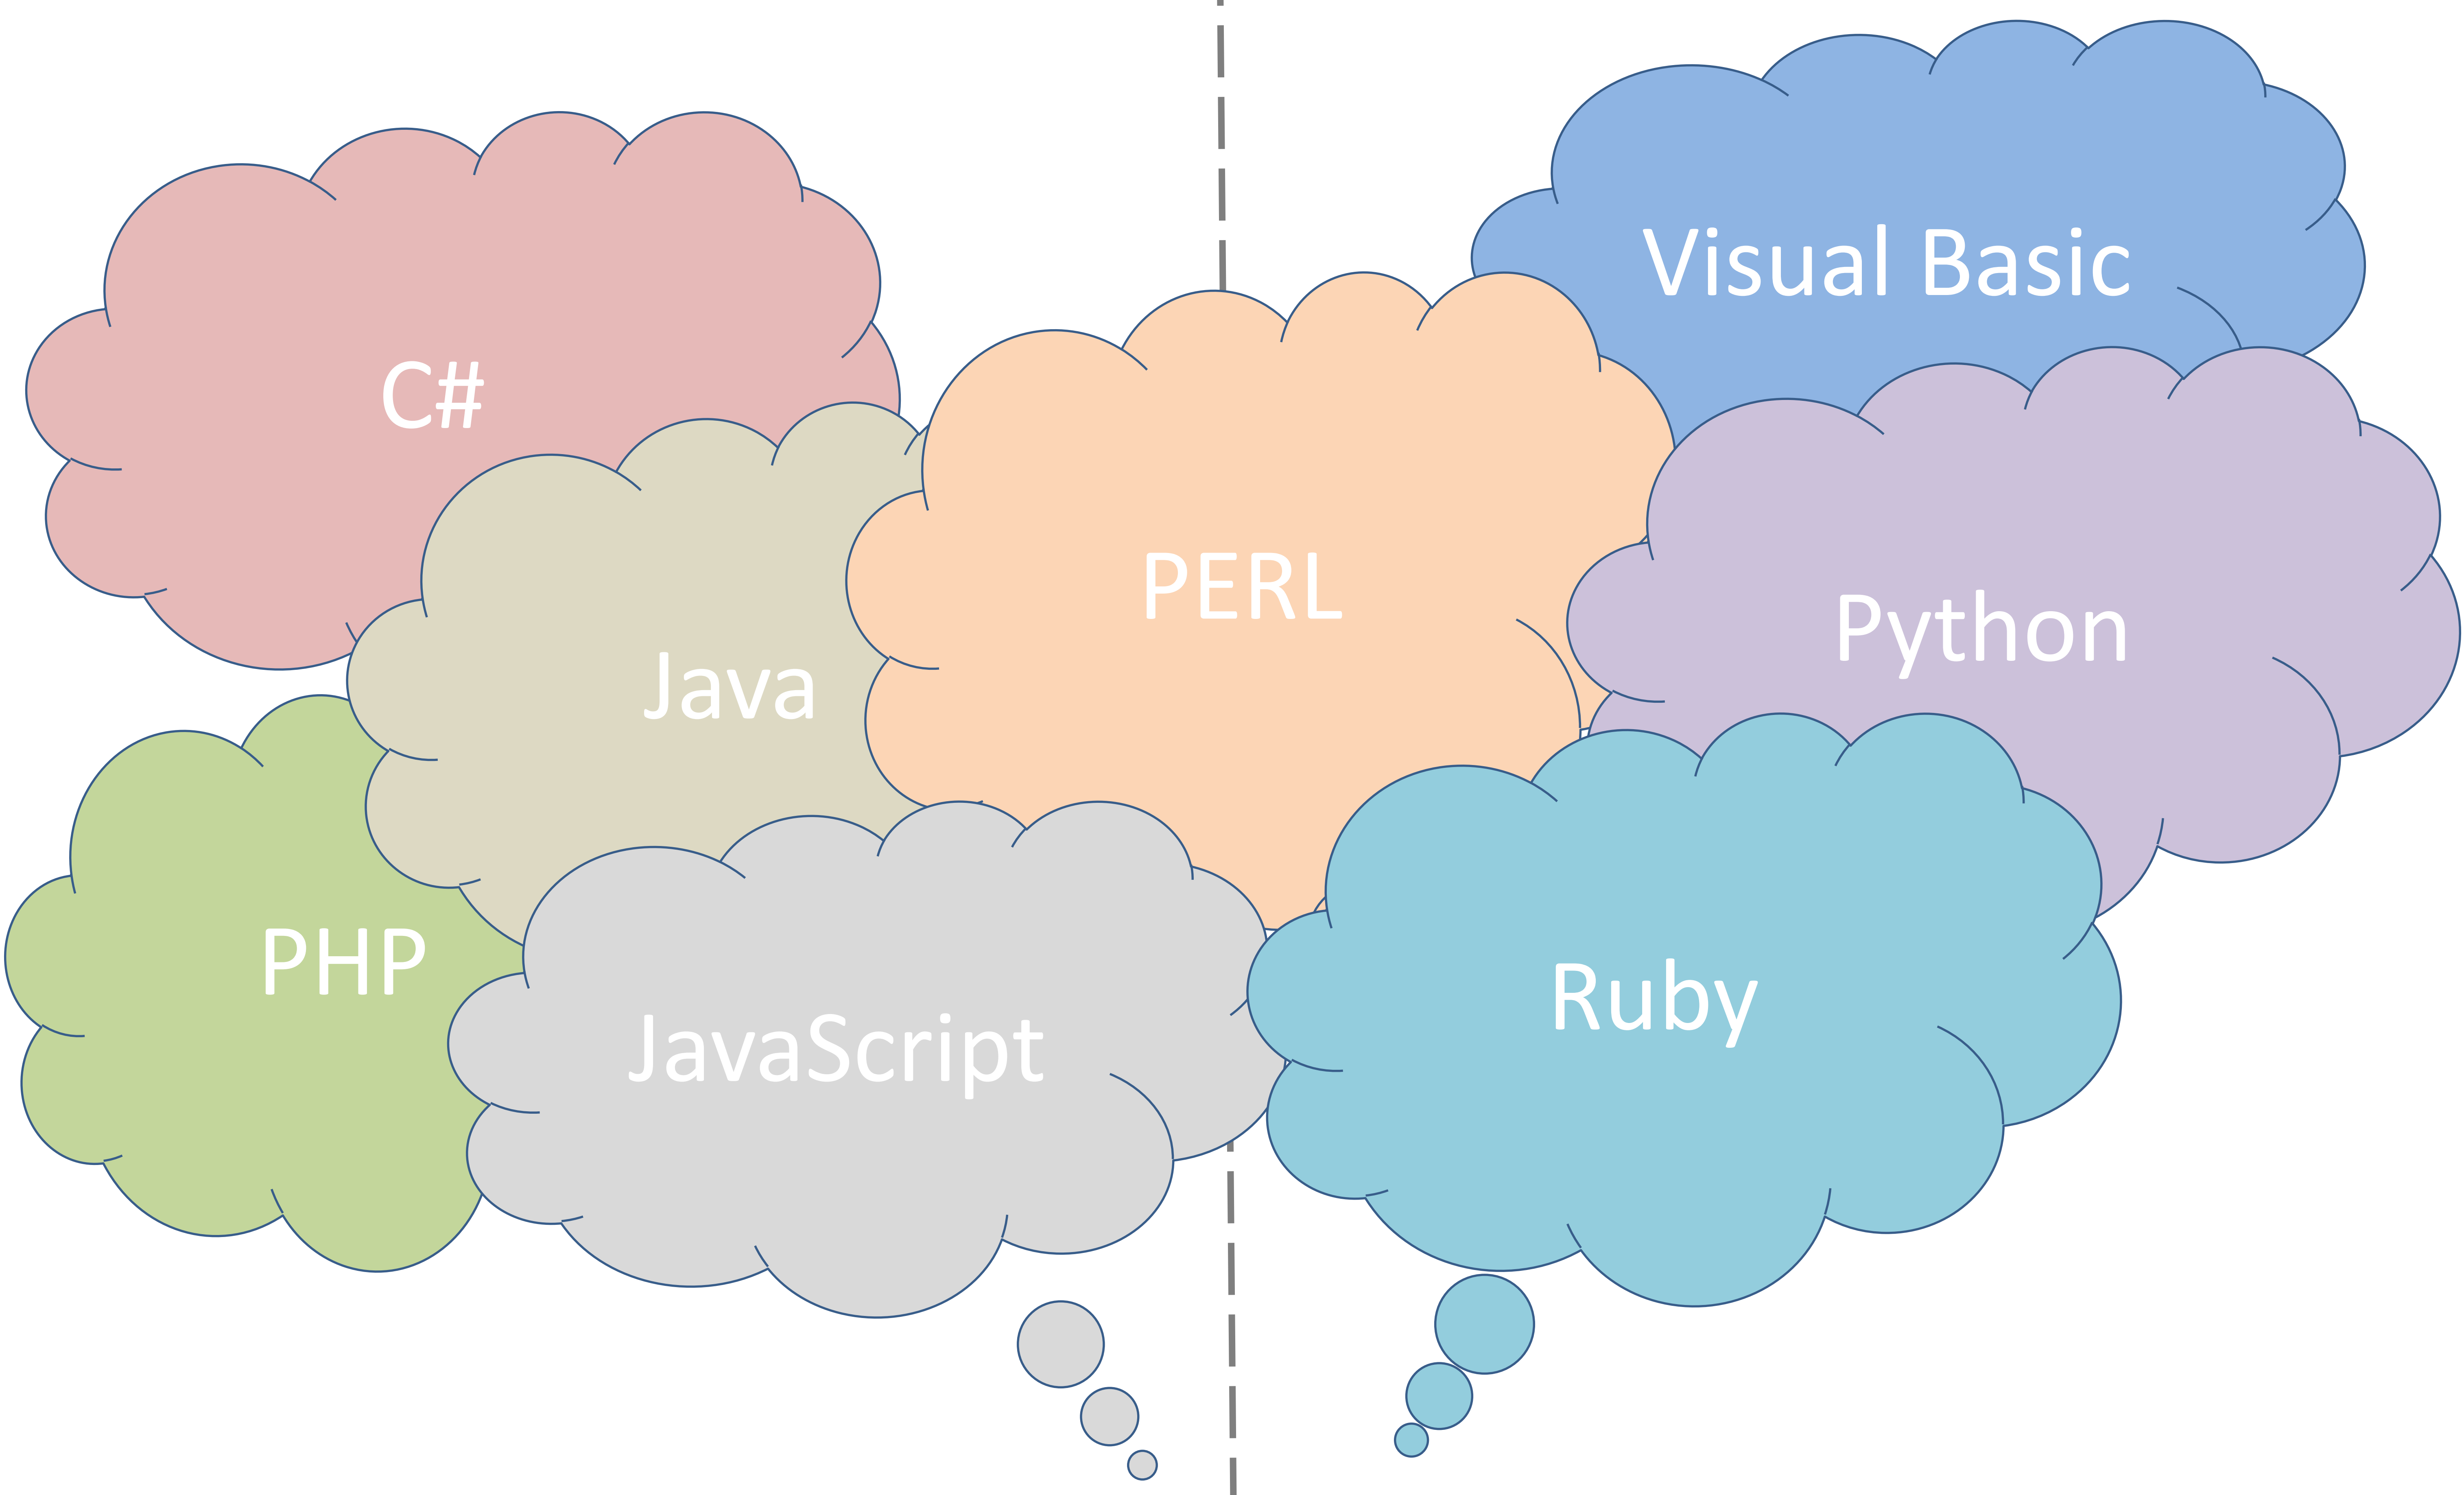 Visual Basic
C#
PERL
Python
Java
PHP
Ruby
JavaScript